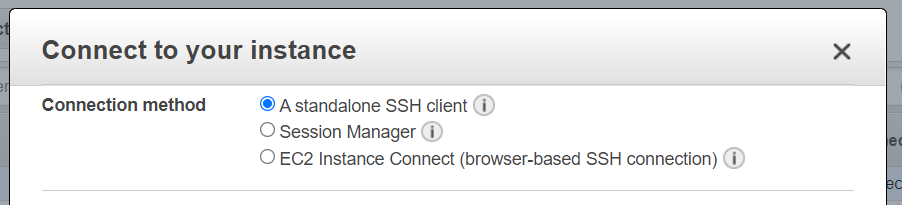 Connect to your instance
Connection method
A standalone SSH client
Session Manager
EC2 Instance Connect (browser-based SSH connection)